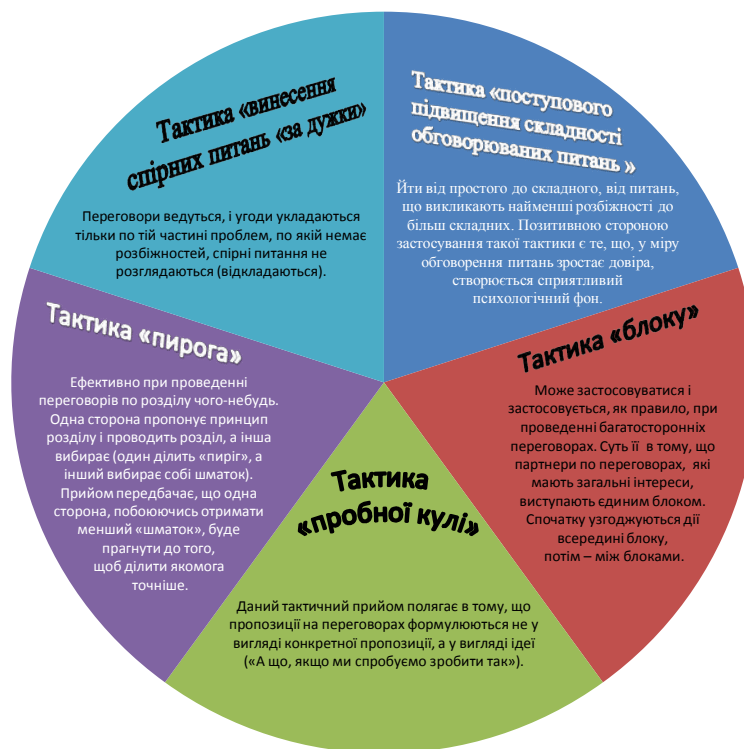 Тактика «винесення
спірних питань «за дужки»
Переговори ведуться, і угоди укладаються
тільки по тій частині проблем, по якій немає
розбіжностей, спірні питання не
розглядаються (відкладаються).
Тактика «поступового
підвищення складності
обговорюваних питань »
Йти від простого до складного, від питань,
що викликають найменші розбіжності до
більш складних. Позитивною стороною
застосування такої тактики є те, що, у міру
обговорення питань зростає довіра,
створюється сприятливий
психологічний фон.
Тактика «блоку»
Може застосовуватися і
застосовується, як правило, при
проведенні багатосторонніх
переговорах. Суть її в тому, що
партнери по переговорах, які
мають загальні інтереси,
виступають єдиним блоком.
Спочатку узгоджуються дії
всередині блоку,
потім – між блоками.
Тактика
«пробної кулі»
Даний тактичний прийом полягає в тому, що
пропозиції на переговорах формулюються не у
вигляді конкретної пропозиції, а у вигляді ідеї
(«А що, якщо ми спробуємо зробити так»).
Тактика «пирога»
Ефективно при проведенні
переговорів по розділу чого-небудь.
Одна сторона пропонує принцип
розділу і проводить розділ, а інша
вибирає (один ділить «пиріг», а
інший вибирає собі шматок).
Прийом передбачає, що одна
сторона, побоюючись отримати
менший «шматок», буде
прагнути до того,
щоб ділити якомога
точніше.